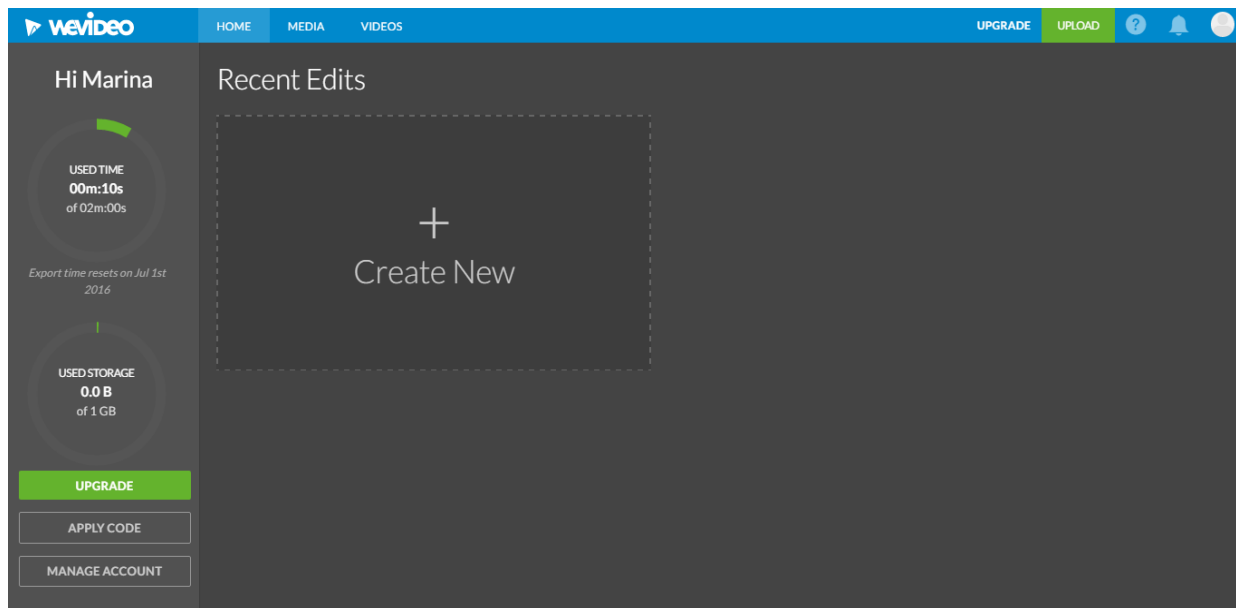 WeVideo
HOME MEDIA VIDEOS UPGRADE UPLOAD ?
Hi Marina
USED TIME
00m:10s
of 02m:00s
Export time resets on Jul 1st
2016
USED STORAGE
0.0 B
of 1 GB
UPGRADE
APPLY CODE
MANAGE ACCOUNT
Recent Edits
+
Create New